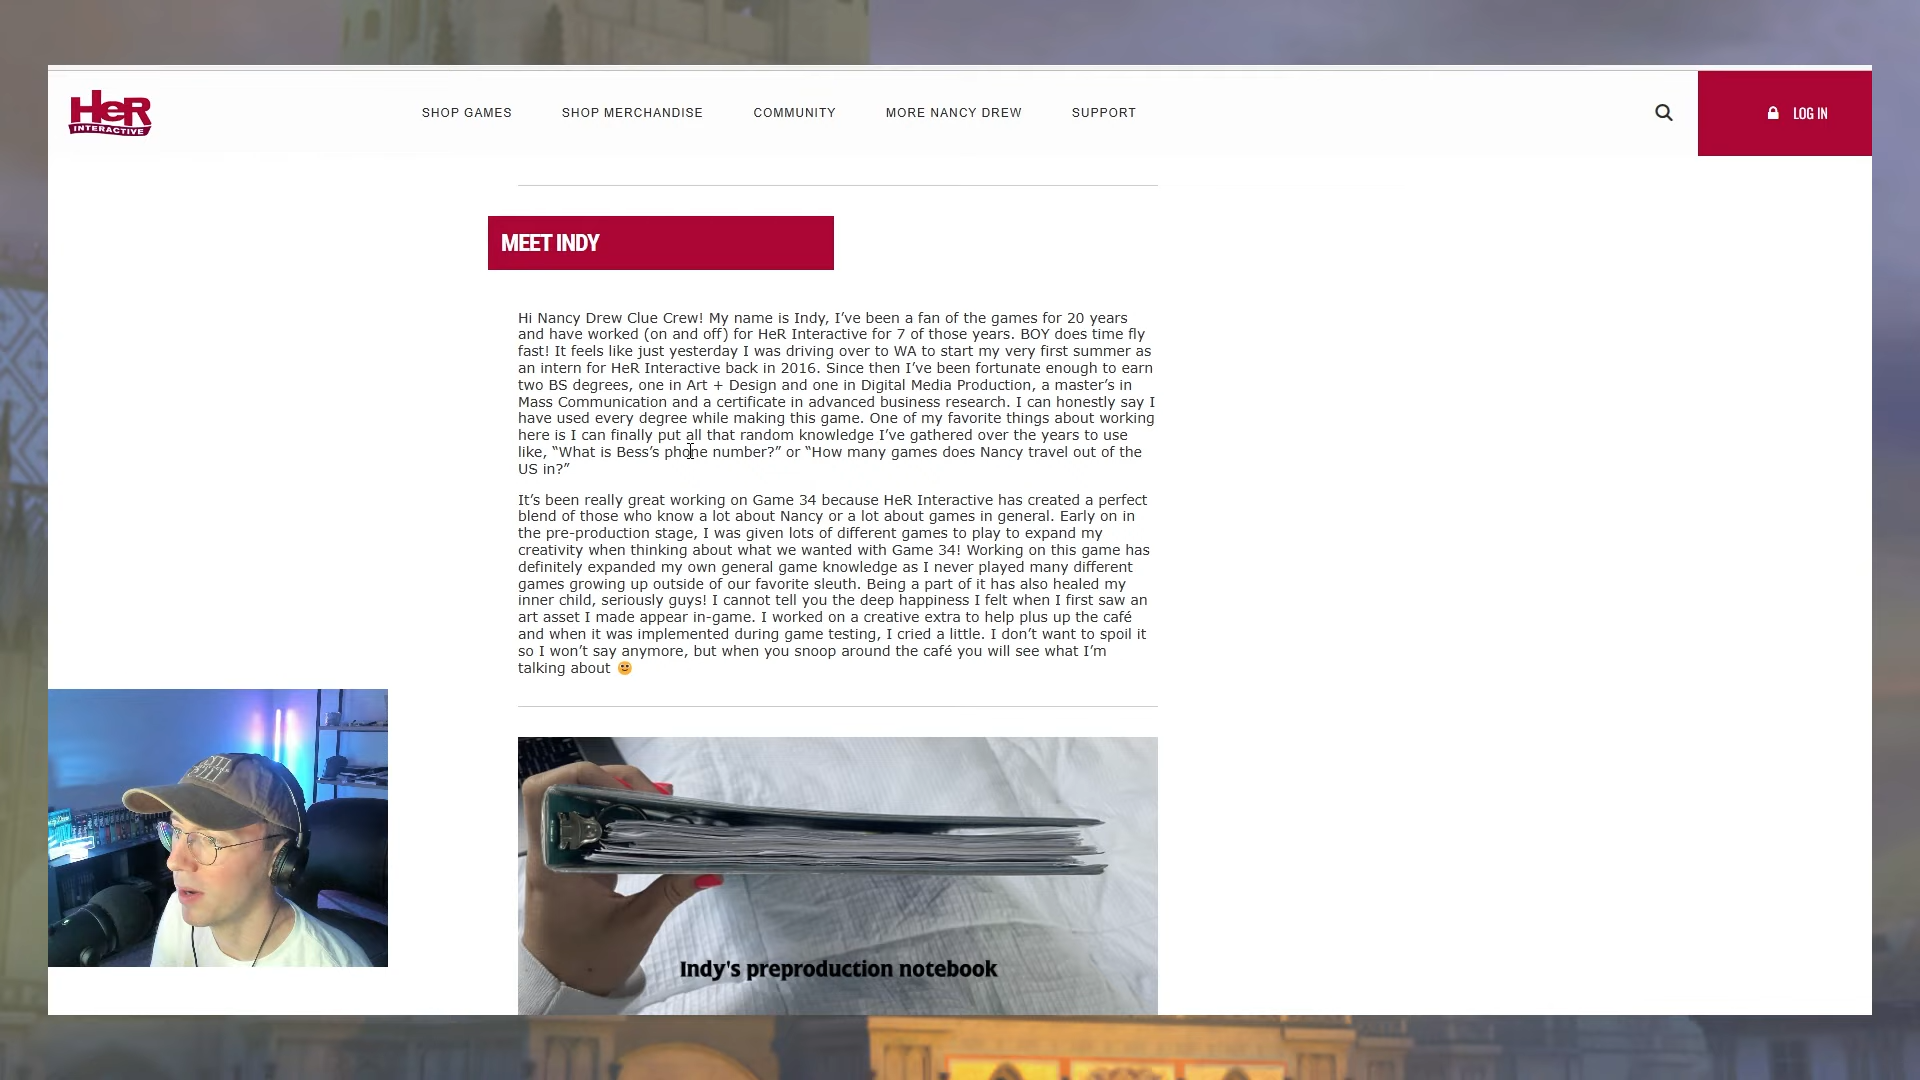 HeR
INTERACTIVE
SHOP GAMES
SHOP MERCHANDISE
COMMUNITY
MORE NANCY DREW
SUPPORT
LOG IN
MEET INDY
Hi Nancy Drew Clue Crew! My name is Indy, I’ve been a fan of the games for 20 years
and have worked (on and off) for HeR Interactive for 7 of those years. BOY does time fly
fast! It feels like just yesterday I was driving over to WA to start my very first summer as
an intern for HeR Interactive back in 2016. Since then I’ve been fortunate enough to earn
two BS degrees, one in Art + Design and one in Digital Media Production, a master’s in
Mass Communication and a certificate in advanced business research. I can honestly say I
have used every degree while making this game. One of my favorite things about working
here is I can finally put all that random knowledge I’ve gathered over the years to use
like, “What is Bess’s phone number?” or “How many games does Nancy travel out of the
US in?”
It’s been really great working on Game 34 because HeR Interactive has created a perfect
blend of those who know a lot about Nancy or a lot about games in general. Early on in
the pre-production stage, I was given lots of different games to play to expand my
creativity when thinking about what we wanted with Game 34! Working on this game has
definitely expanded my own general game knowledge as I never played many different
games growing up outside of our favorite sleuth. Being a part of it has also healed my
inner child, seriously guys! I cannot tell you the deep happiness I felt when I first saw an
art asset I made appear in-game. I worked on a creative extra to help plus up the café
and when it was implemented during game testing, I cried a little. I don’t want to spoil it
so I won’t say anymore, but when you snoop around the café you will see what I’m
talking about 🙂
Indy's preproduction notebook